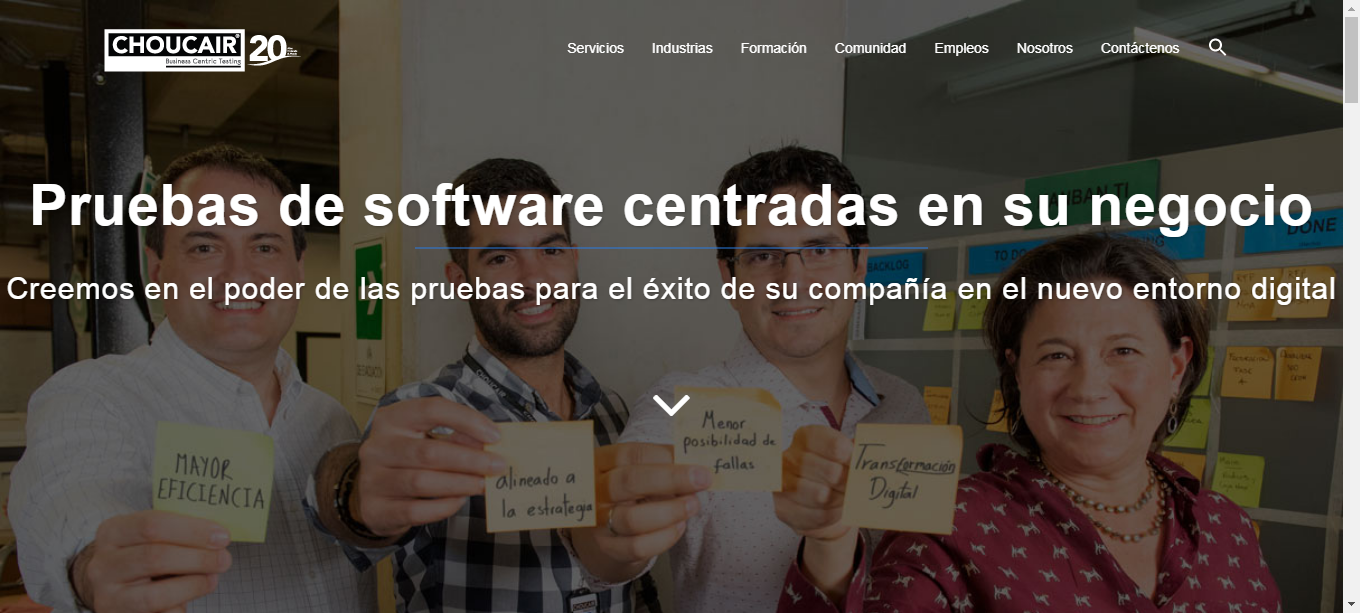 CHOUCAIR
Business Centric Testing
20
Servicios
Industrias
Formación
Comunidad
Empleos
Nosotros
Contáctenos
Pruebas de software centradas en su negocio
Creemos en el poder de las pruebas para el éxito de su compañía en el nuevo entorno digital
KANBAN TI
BACKLOG
TO DO
DONE
MAYOR
EFICIENCIA
alineado a
la estrategia
Menor
posibilidad de
fallas
Transformación
Digital
CHOUCAIR